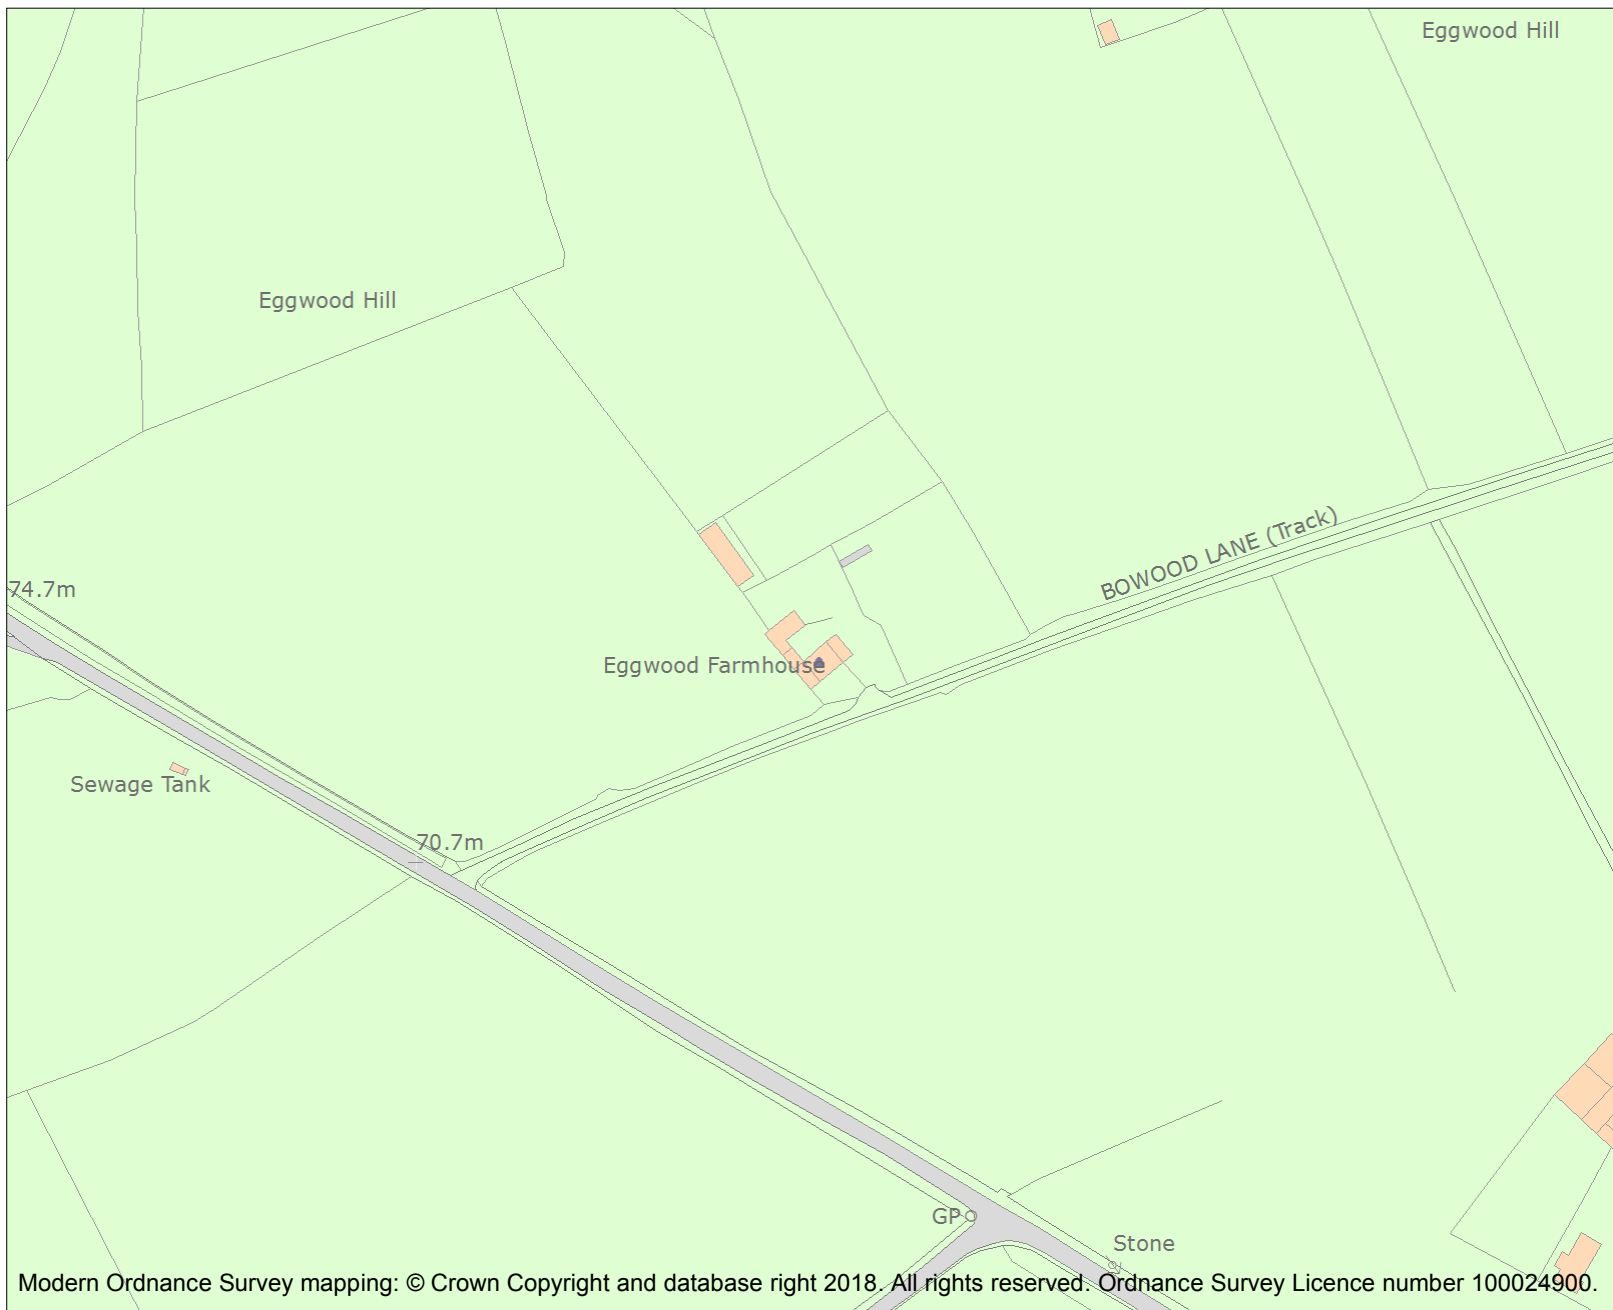 Eggwood Hill
Eggwood Hill
BOWOOD LANE (Track)
74.7m
Eggwood Farmhouse
Sewage Tank
70.7m
GP
Stone
Modern Ordnance Survey mapping: © Crown Copyright and database right 2018. All rights reserved. Ordnance Survey Licence number 100024900.